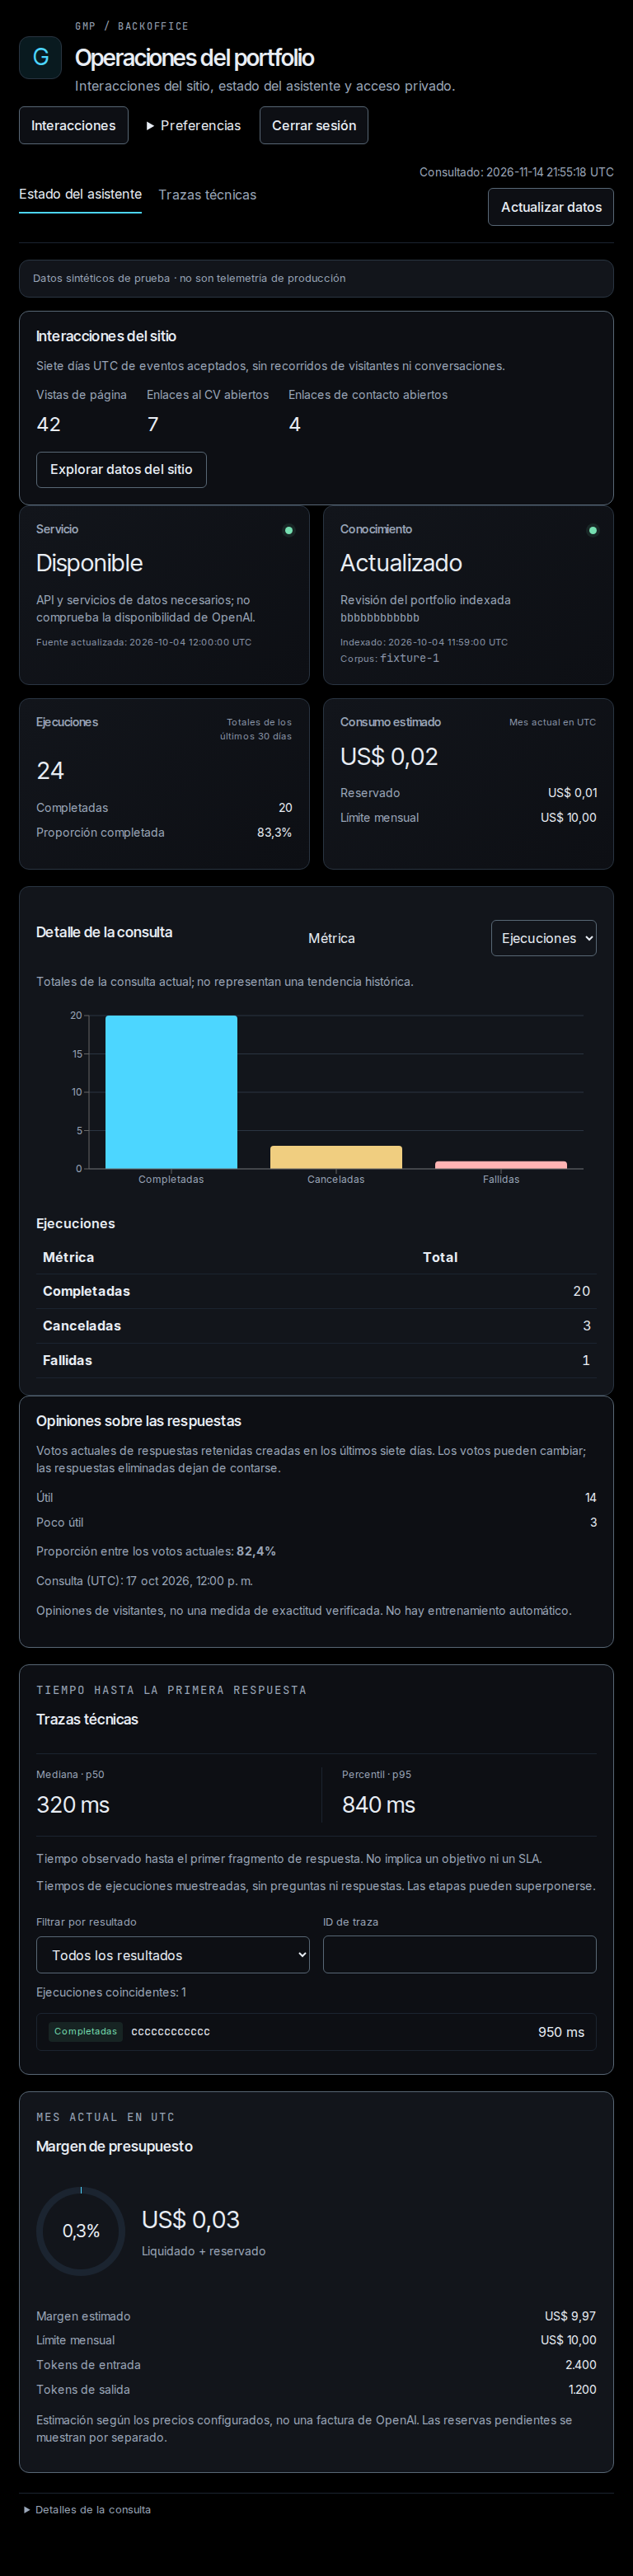 GMP / BACKOFFICE
G
Operaciones del portfolio
Interacciones del sitio, estado del asistente y acceso privado.
Interacciones
▶ Preferencias
Cerrar sesión
Consultado: 2026-11-14 21:55:18 UTC
Estado del asistente
Trazas técnicas
Actualizar datos
Datos sintéticos de prueba · no son telemetría de producción
Interacciones del sitio
Siete días UTC de eventos aceptados, sin recorridos de visitantes ni conversaciones.
Vistas de página
Enlaces al CV abiertos
Enlaces de contacto abiertos
42
7
4
Explorar datos del sitio
Servicio
Disponible
API y servicios de datos necesarios; no
comprueba la disponibilidad de OpenAI.
Fuente actualizada: 2026-10-04 12:00:00 UTC
Conocimiento
Actualizado
Revisión del portfolio indexada
bbbbbbbbbbbb
Indexado: 2026-10-04 11:59:00 UTC
Corpus: fixture-1
Ejecuciones
Totales de los
últimos 30 días
24
Completadas 20
Proporción completada 83,3%
Consumo estimado
Mes actual en UTC
US$ 0,02
Reservado US$ 0,01
Límite mensual US$ 10,00
Detalle de la consulta
Métrica
Ejecuciones
Totales de la consulta actual; no representan una tendencia histórica.
20
15
10
5
0
Completadas
Canceladas
Fallidas
Ejecuciones
Métrica Total
Completadas 20
Canceladas 3
Fallidas 1
Opiniones sobre las respuestas
Votos actuales de respuestas retenidas creadas en los últimos siete días. Los votos pueden cambiar;
las respuestas eliminadas dejan de contarse.
Útil 14
Poco útil 3
Proporción entre los votos actuales: 82,4%
Consulta (UTC): 17 oct 2026, 12:00 p. m.
Opiniones de visitantes, no una medida de exactitud verificada. No hay entrenamiento automático.
TIEMPO HASTA LA PRIMERA RESPUESTA
Trazas técnicas
Mediana · p50
320 ms
Percentil · p95
840 ms
Tiempo observado hasta el primer fragmento de respuesta. No implica un objetivo ni un SLA.
Tiempos de ejecuciones muestreadas, sin preguntas ni respuestas. Las etapas pueden superponerse.
Filtrar por resultado
ID de traza
Todos los resultados
Ejecuciones coincidentes: 1
Completadas cccccccccccc 950 ms
MES ACTUAL EN UTC
Margen de presupuesto
0,3%
US$ 0,03
Liquidado + reservado
Margen estimado US$ 9,97
Límite mensual US$ 10,00
Tokens de entrada 2.400
Tokens de salida 1.200
Estimación según los precios configurados, no una factura de OpenAI. Las reservas pendientes se
muestran por separado.
▶ Detalles de la consulta